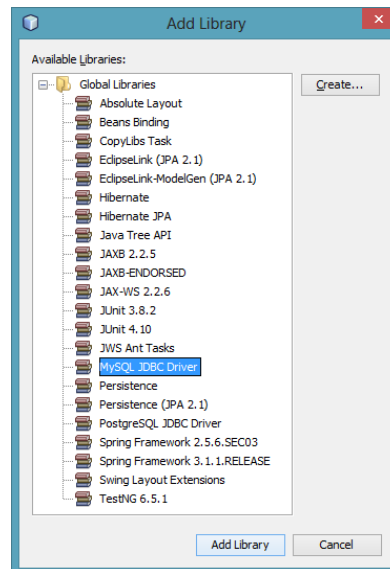 Add Library
Available Libraries:
Global Libraries
Create...
Absolute Layout
Beans Binding
CopyLibs Task
EclipseLink (JPA 2.1)
EclipseLink-ModelGen (JPA 2.1)
Hibernate
Hibernate JPA
Java Tree API
JAXB 2.2.5
JAXB-ENDORSED
JAX-WS 2.2.6
JUnit 3.8.2
JUnit 4.10
JWS Ant Tasks
MySQL JDBC Driver
Persistence
Persistence (JPA 2.1)
PostgreSQL JDBC Driver
Spring Framework 2.5.6.SEC03
Spring Framework 3.1.1.RELEASE
Swing Layout Extensions
TestNG 6.5.1
Add Library Cancel